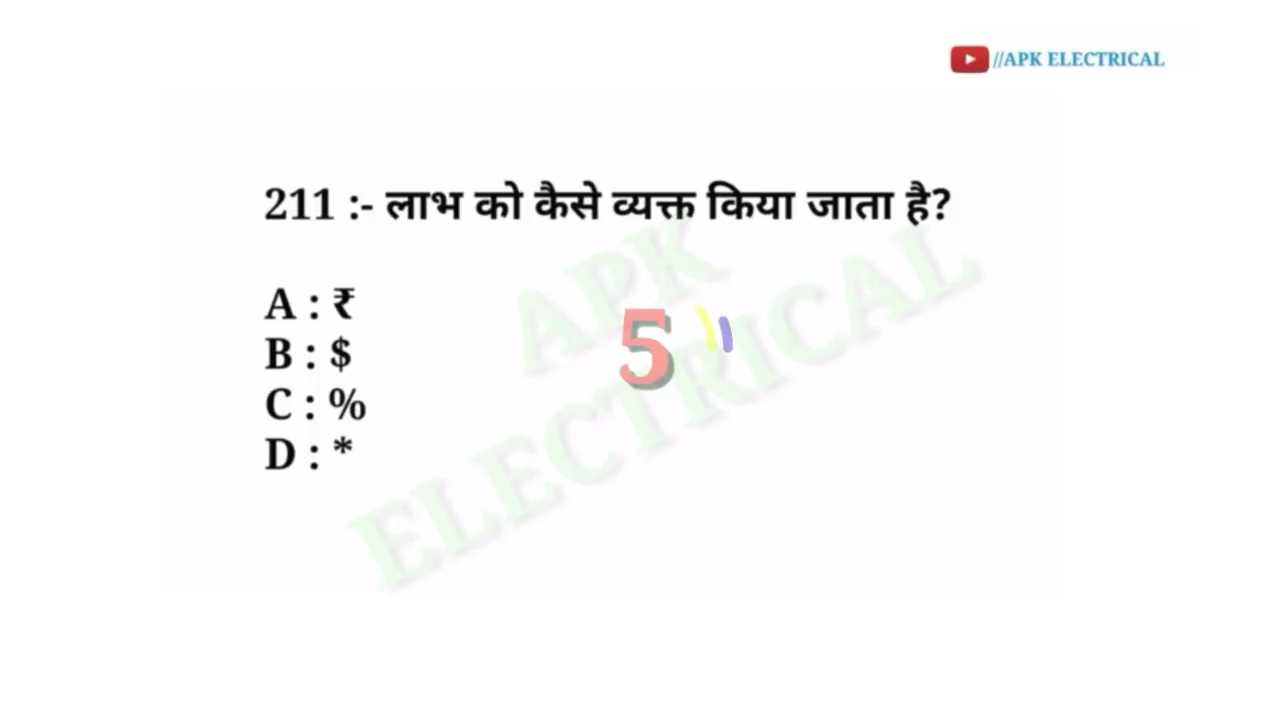 //APK ELECTRICAL
211 :- लाभ को कैसे व्यक्त किया जाता है?
A : ₹
B : $
C : %
D : *
5
APK
ELECTRICAL